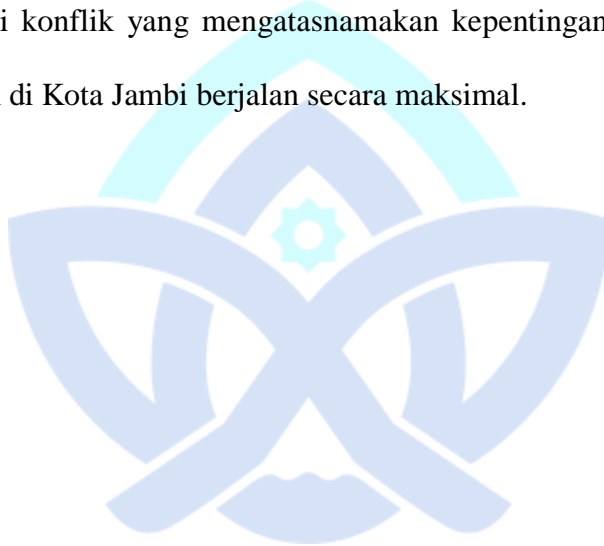 i konflik yang mengatasnamakan kepentingan
di Kota Jambi berjalan secara maksimal.